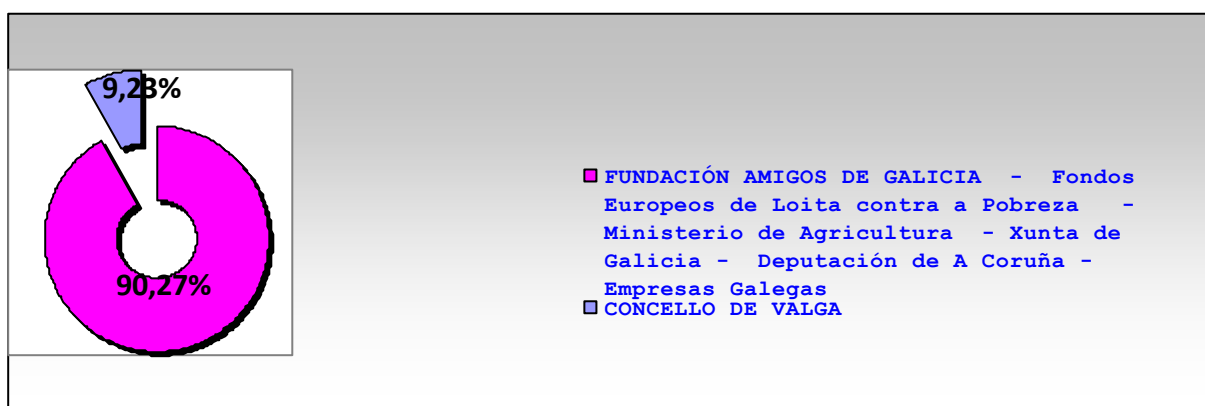 9,23%
90,27%
FUNDACIÓN AMIGOS DE GALICIA - Fondos
Europeos de Loita contra a Pobreza -
Ministerio de Agricultura - Xunta de
Galicia - Deputación de A Coruña -
Empresas Galegas
CONCELLO DE VALGA